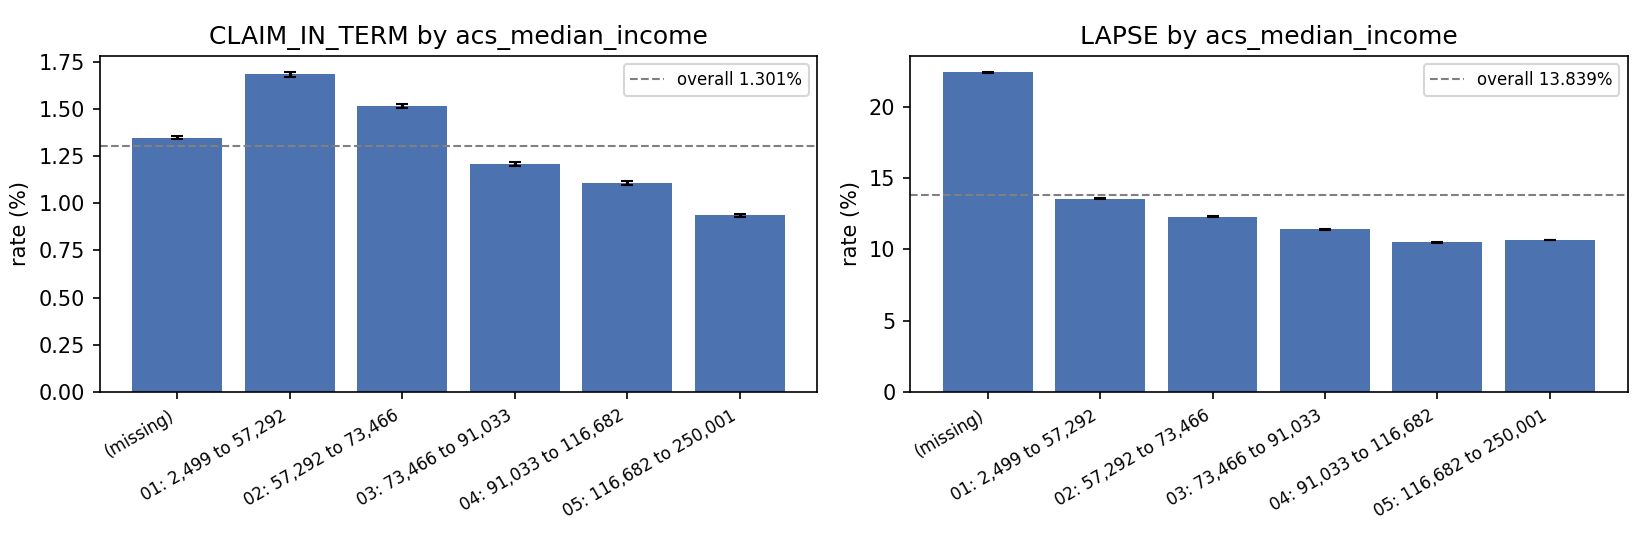 CLAIM_IN_TERM by acs_median_income
rate (%)
1.75
1.50
1.25
1.00
0.75
0.50
0.25
0.00
overall 1.301%
(missing)
01: 2,499 to 57,292
02: 57,292 to 73,466
03: 73,466 to 91,033
04: 91,033 to 116,682
05: 116,682 to 250,001
LAPSE by acs_median_income
rate (%)
20
15
10
5
0
overall 13.839%
(missing)
01: 2,499 to 57,292
02: 57,292 to 73,466
03: 73,466 to 91,033
04: 91,033 to 116,682
05: 116,682 to 250,001